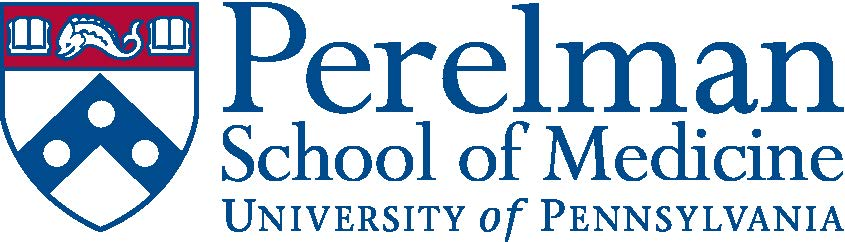 Perelman
School of Medicine
UNIVERSITY of PENNSYLVANIA